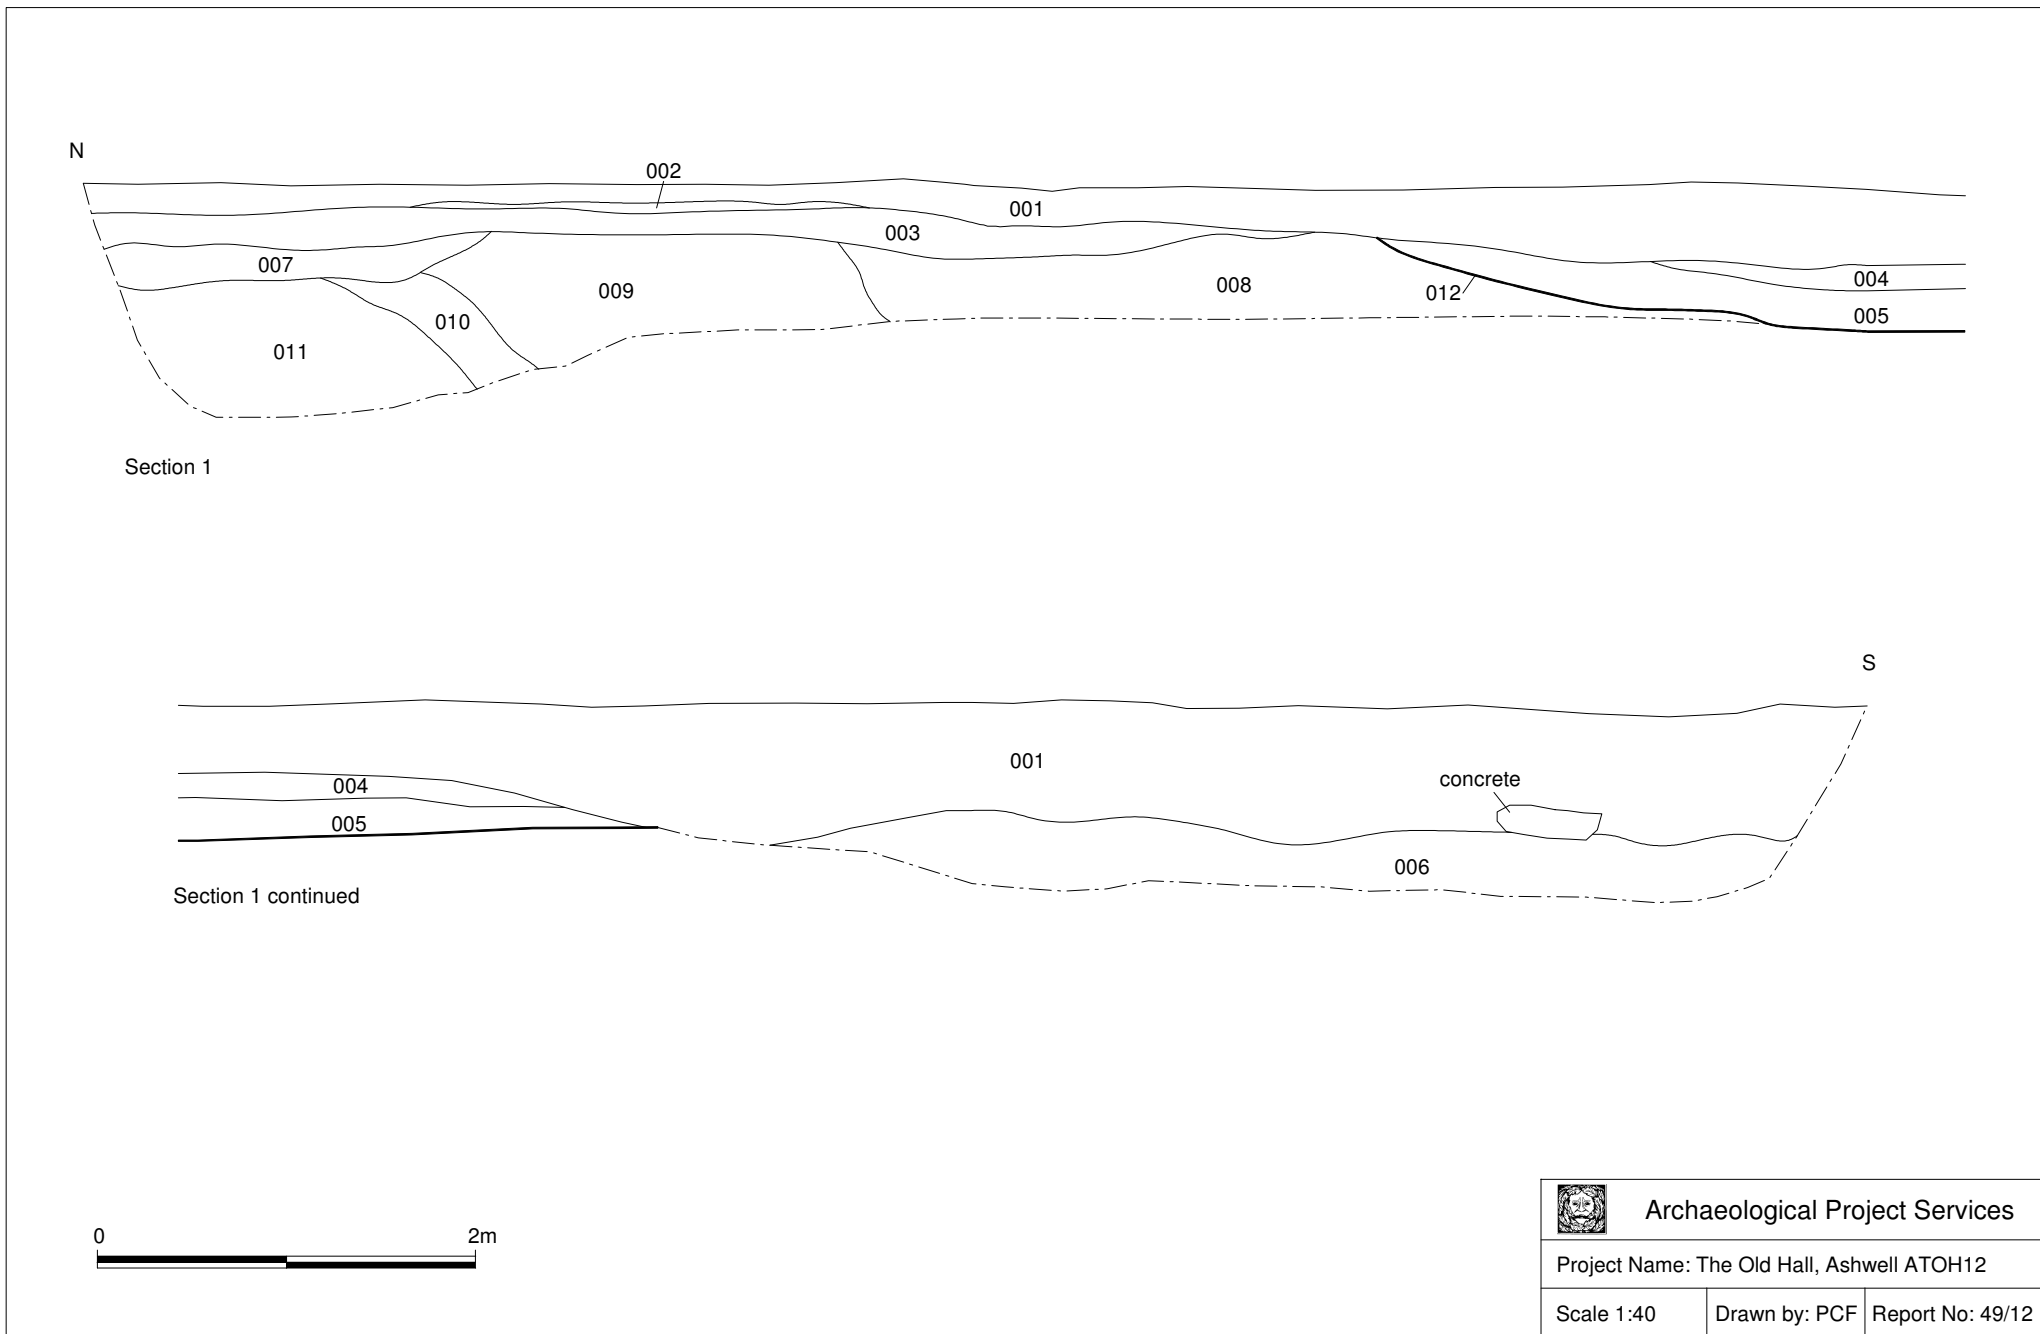 N
002
001
003
007
009
008
012
004
010
005
011
Section 1
S
001
concrete
004
005
006
Section 1 continued
0 2m
Archaeological Project Services
Project Name: The Old Hall, Ashwell ATOH12
Scale 1:40 Drawn by: PCF Report No: 49/12